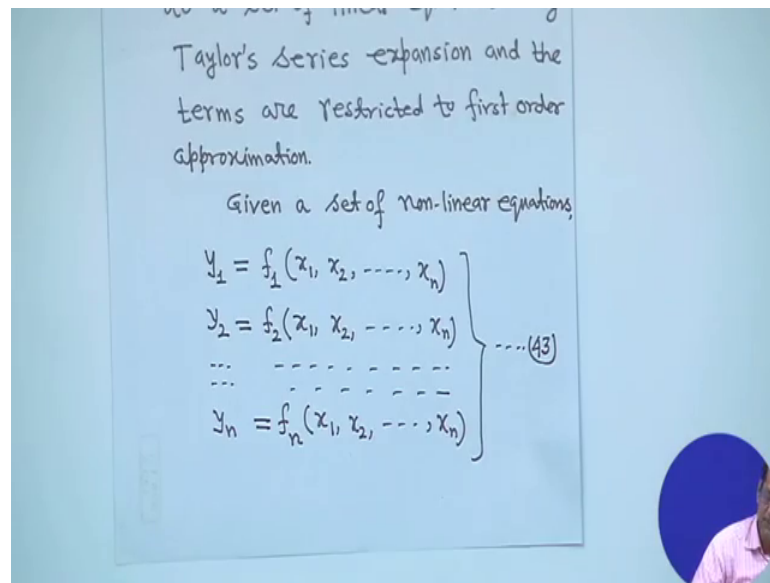 Taylor's series expansion and the
terms are restricted to first order
approximation.
Given a set of non-linear equations,
y₁ = f₁ (x₁, x₂, ----, xₙ)
y₂ = f₂ (x₁, x₂, ----, xₙ) ----(43)
--- - - - - - - - - -
--- - - - - - - -
yₙ = fₙ (x₁, x₂, ---, xₙ)